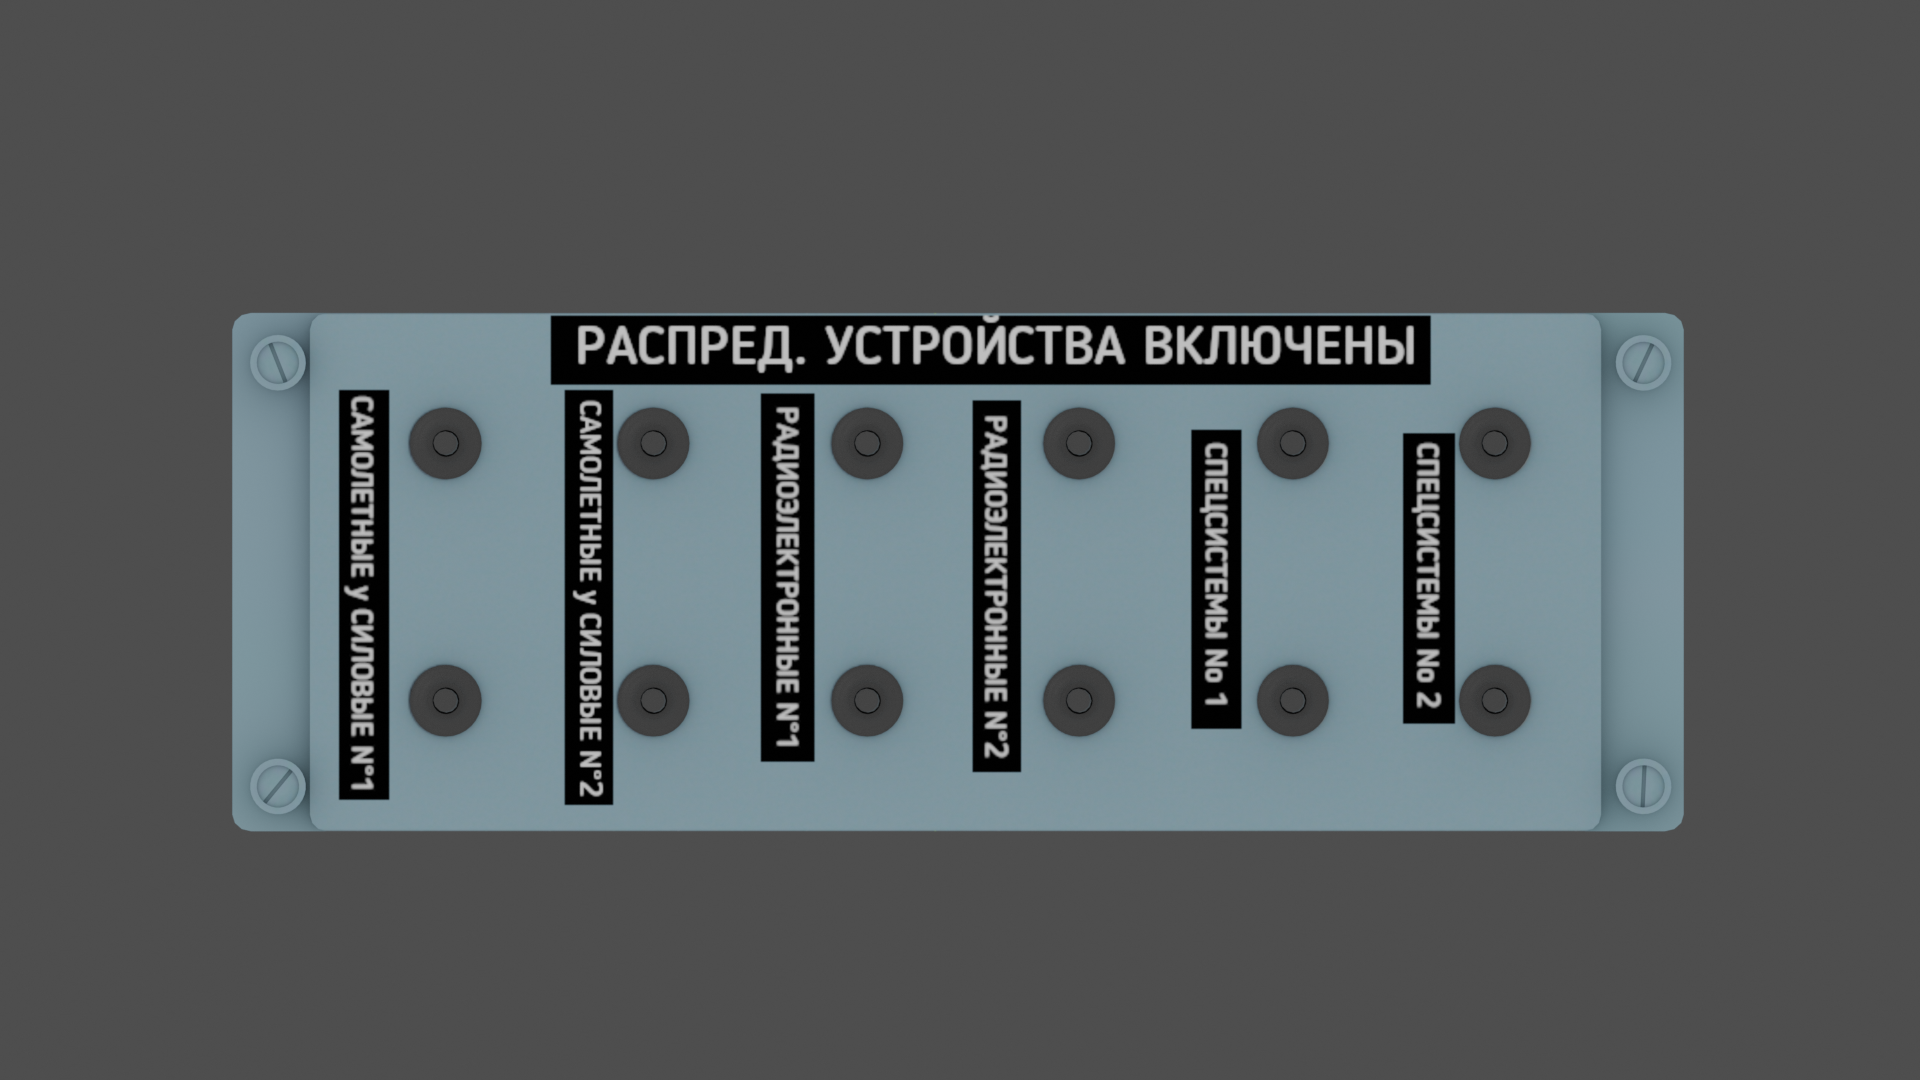 РАСПРЕД. УСТРОЙСТВА ВКЛЮЧЕНЫ
САМОЛЕТНЫЕ у СИЛОВЫЕ N°1
САМОЛЕТНЫЕ у СИЛОВЫЕ N°2
РАДИОЭЛЕКТРОННЫЕ N°1
РАДИОЭЛЕКТРОННЫЕ N°2
СПЕЦСИСТЕМЫ No 1
СПЕЦСИСТЕМЫ No 2